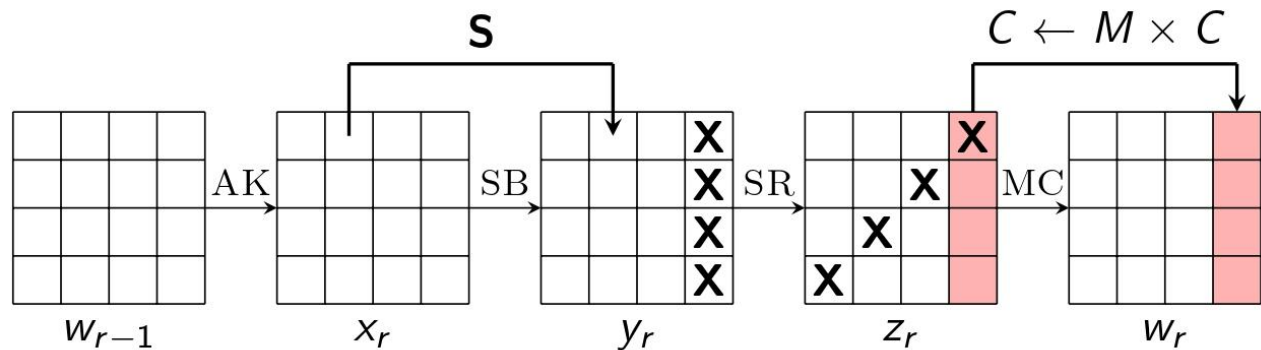 S
C ← M × C
X
X
X
X
X
X
X
X
AK
SB
SR
MC
w_{r−1}
x_r
y_r
z_r
w_r